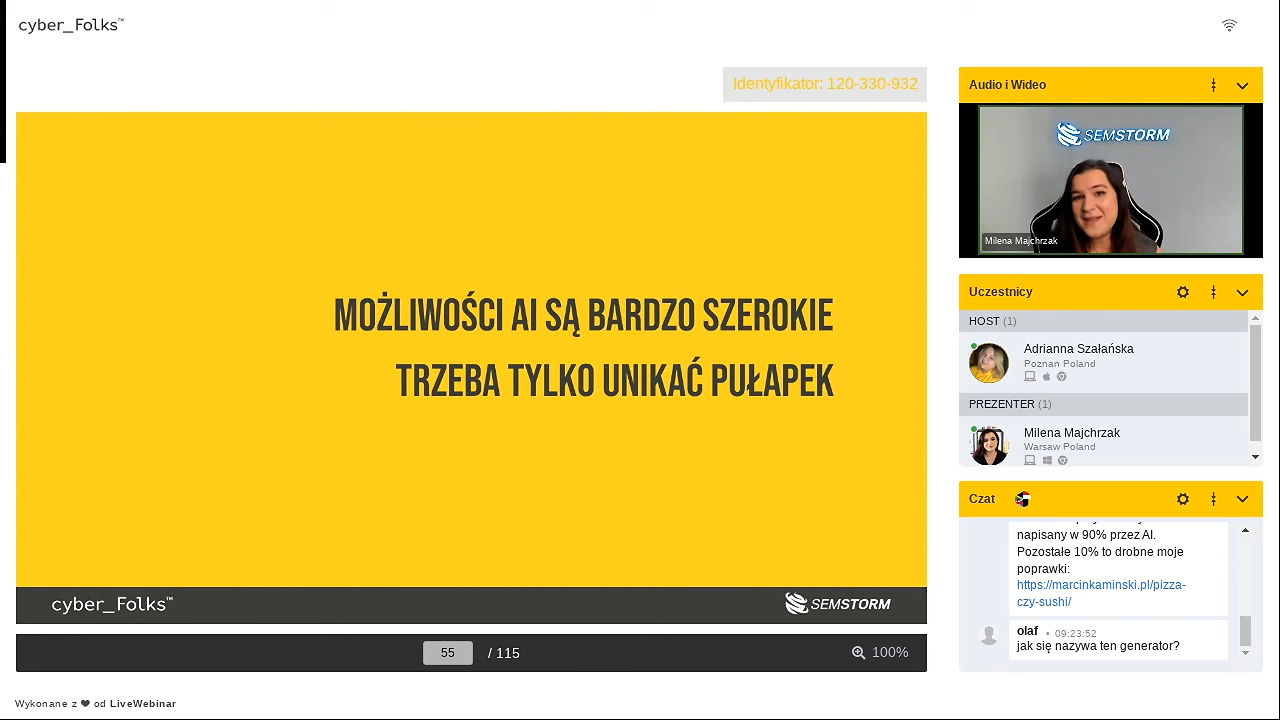 cyber_Folks™
Identyfikator: 120-330-932
MOŻLIWOŚCI AI SĄ BARDZO SZEROKIE
TRZEBA TYLKO UNIKAĆ PUŁAPEK
cyber_Folks™
SEMSTORM
55 / 115
100%
Wykonane z ❤ od LiveWebinar
Audio i Wideo
SEMSTORM
Milena Majchrzak
Uczestnicy
HOST (1)
Adrianna Szałańska
Poznan Poland
PREZENTER (1)
Milena Majchrzak
Warsaw Poland
Czat
napisany w 90% przez AI.
Pozostałe 10% to drobne moje
poprawki:
https://marcinkaminski.pl/pizza-
czy-sushi/
olaf • 09:23:52
jak się nazywa ten generator?